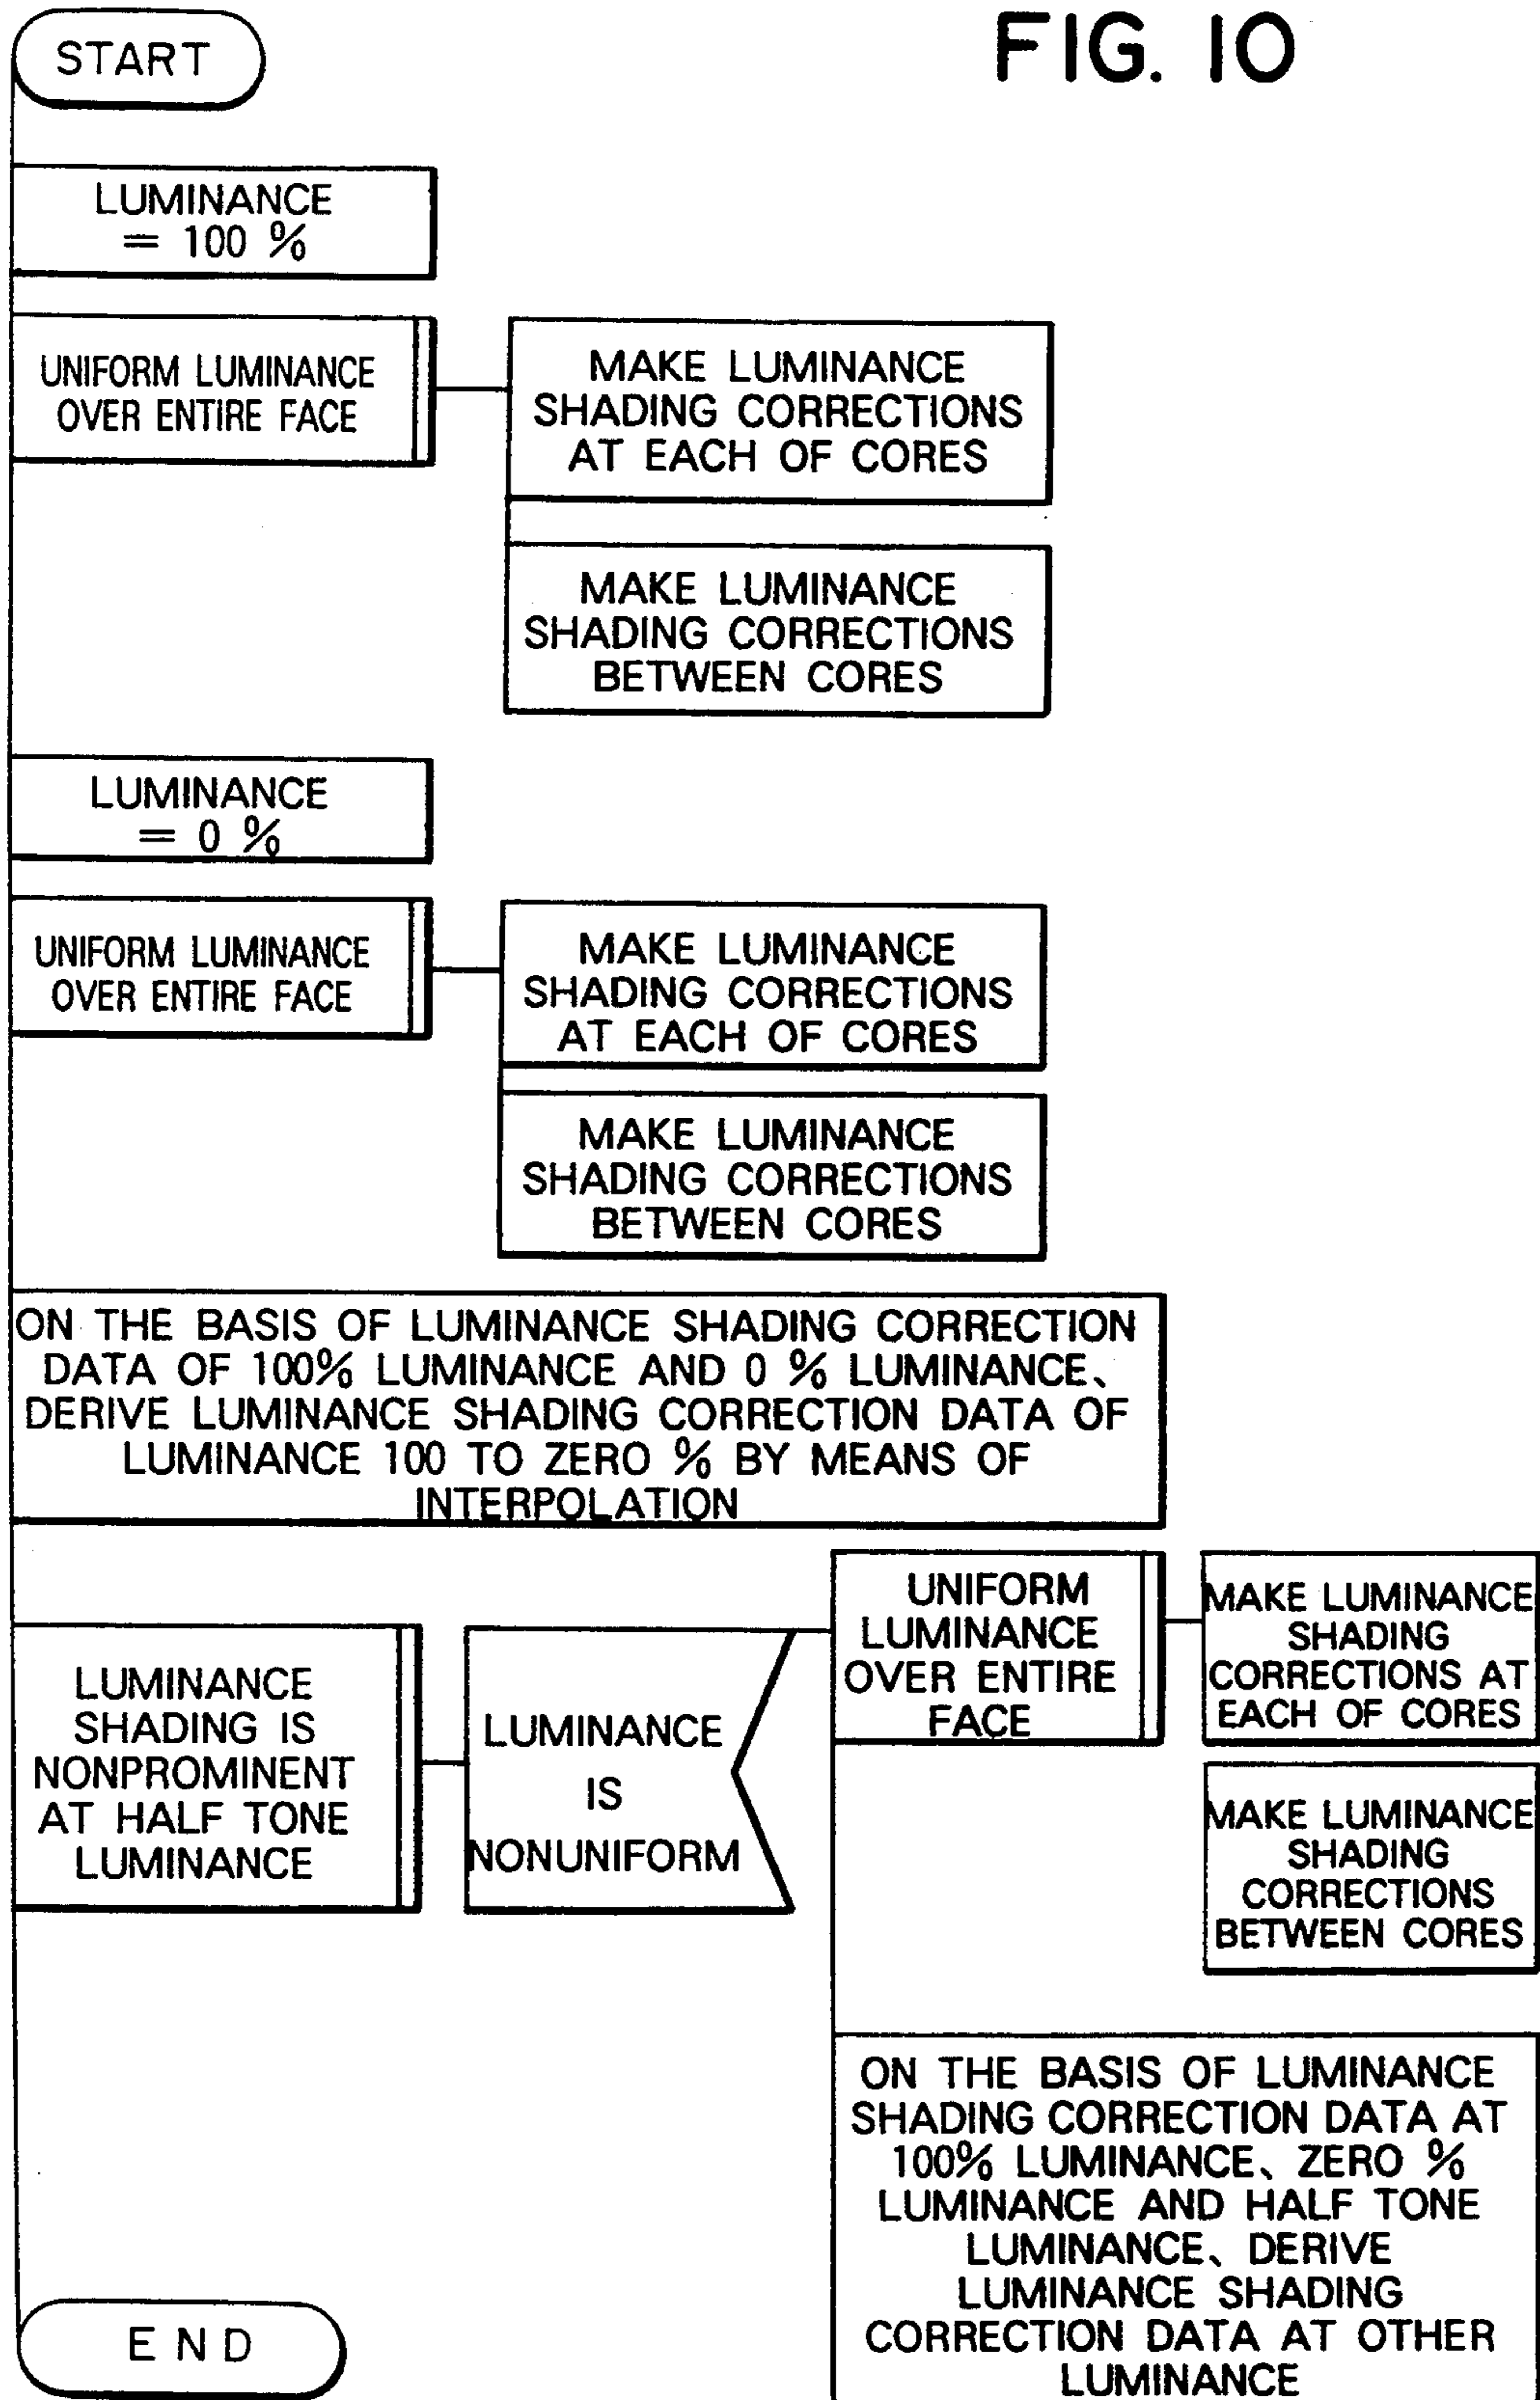 FIG. 10
START
LUMINANCE
= 100 %
UNIFORM LUMINANCE
OVER ENTIRE FACE
MAKE LUMINANCE
SHADING CORRECTIONS
AT EACH OF CORES
MAKE LUMINANCE
SHADING CORRECTIONS
BETWEEN CORES
LUMINANCE
= 0 %
UNIFORM LUMINANCE
OVER ENTIRE FACE
MAKE LUMINANCE
SHADING CORRECTIONS
AT EACH OF CORES
MAKE LUMINANCE
SHADING CORRECTIONS
BETWEEN CORES
ON THE BASIS OF LUMINANCE SHADING CORRECTION
DATA OF 100% LUMINANCE AND 0 % LUMINANCE、
DERIVE LUMINANCE SHADING CORRECTION DATA OF
LUMINANCE 100 TO ZERO % BY MEANS OF
INTERPOLATION
LUMINANCE
SHADING IS
NONPROMINENT
AT HALF TONE
LUMINANCE
LUMINANCE
IS
NONUNIFORM
UNIFORM
LUMINANCE
OVER ENTIRE
FACE
MAKE LUMINANCE
SHADING
CORRECTIONS AT
EACH OF CORES
MAKE LUMINANCE
SHADING
CORRECTIONS
BETWEEN CORES
ON THE BASIS OF LUMINANCE
SHADING CORRECTION DATA AT
100% LUMINANCE、ZERO %
LUMINANCE AND HALF TONE
LUMINANCE、DERIVE
LUMINANCE SHADING
CORRECTION DATA AT OTHER
LUMINANCE
END